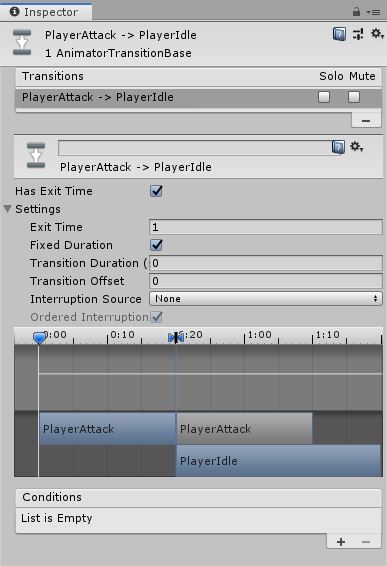 Inspector
PlayerAttack -> PlayerIdle
1 AnimatorTransitionBase
Transitions Solo Mute
PlayerAttack -> PlayerIdle
PlayerAttack -> PlayerIdle
Has Exit Time
Settings
Exit Time 1
Fixed Duration
Transition Duration ( 0
Transition Offset 0
Interruption Source None
Ordered Interruption
0:00 0:10 0:20 1:00 1:10
PlayerAttack PlayerAttack
PlayerIdle
Conditions
List is Empty